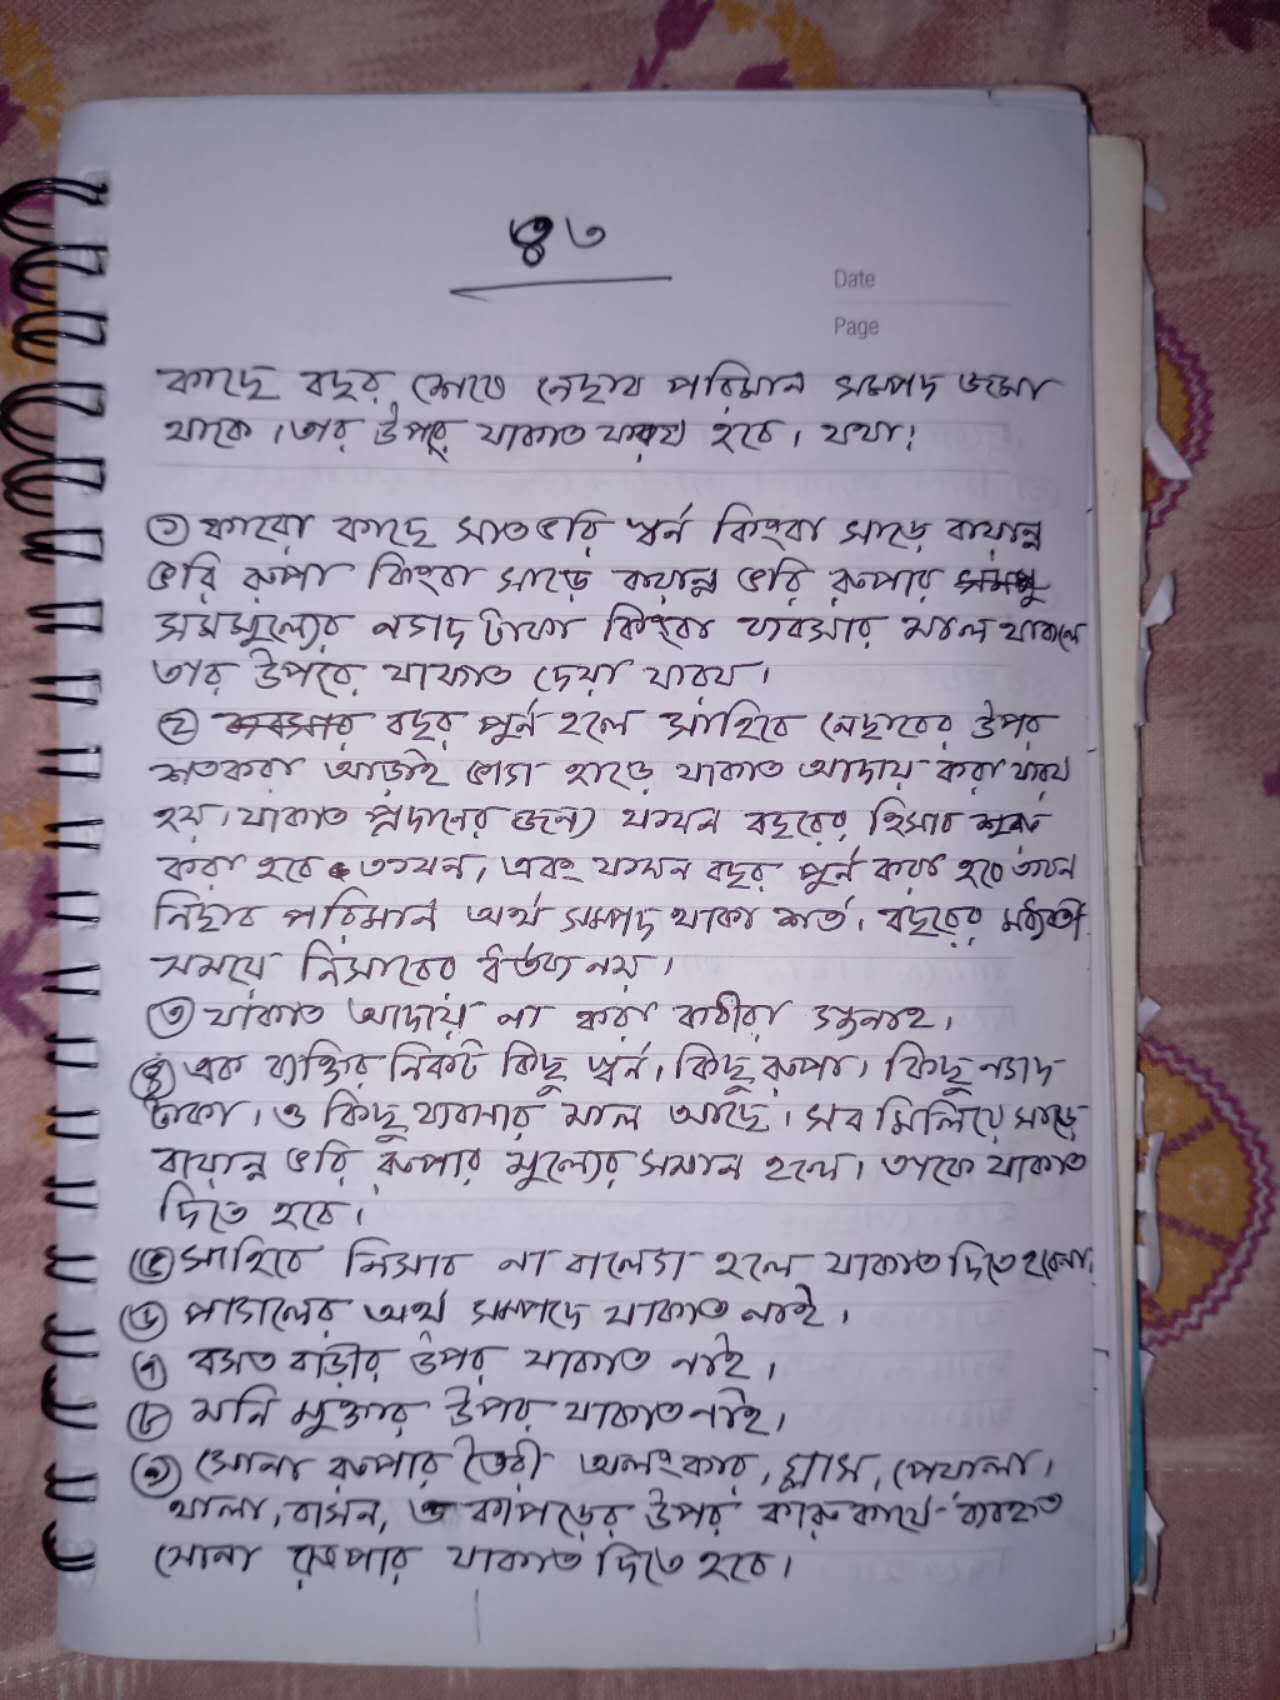 ৪৩
Date
Page
কাছে বছর শেষে নেছাব পরিমান সম্পদ জমা
থাকে। তার উপর যাকাত ফরয হবে। যথা:
① কারো কাছে সাতভরি স্বর্ন কিংবা সাড়ে বায়ান্ন
ভরি রুপা কিংবা সাড়ে বায়ান্ন ভরি রুপার
সমমুল্যের নগদ টাকা কিংবা ব্যবসার মাল থাকলে
তার উপরে যাকাত দেয়া ফরয।
② বছর পুর্ন হলে সাহিবে নেছাবের উপর
শতকরা আড়াই ভাগ হাড়ে যাকাত আদায় করা ফরয
হয়। যাকাত প্রদানের জন্য যখন বছরের হিসাব শুরু
করা হবে তখন, এবং যখন বছর পুর্ন করা হবে তখন
নিছাব পরিমান অর্থ সম্পদ থাকা শর্ত। বছরের মধ্যবর্তী
সময়ে নিসাবের ধর্তব্য নয়।
③ যাকাত আদায় না করা কবীরা গুনাহ।
④ এক ব্যক্তির নিকট কিছু স্বর্ন, কিছু রুপা, কিছু নগদ
টাকা, ও কিছু ব্যবসার মাল আছে। সব মিলিয়ে সাড়ে
বায়ান্ন ভরি রুপার মুল্যের সমান হলে, তাকে যাকাত
দিতে হবে।
⑤ সাহিবে নিসাব না বালেগ হলে যাকাত দিতে হবেনা।
⑥ পাগলের অর্থ সম্পদে যাকাত নাই।
⑦ বসত বাড়ীর উপর যাকাত নাই।
⑧ মনি মুক্তার উপর যাকাত নাই।
⑨ সোনা রুপার তৈরী অলংকার, গ্লাস, পেয়ালা,
থালা, বাসন, ও কাপড়ের উপর কারুকার্যে ব্যবহৃত
সোনা রুপার যাকাত দিতে হবে।